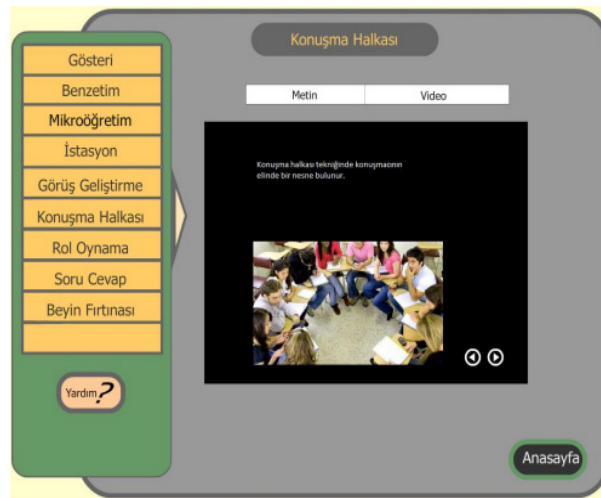 Konuşma Halkası
Gösteri
Benzetim
Mikroöğretim
İstasyon
Görüş Geliştirme
Konuşma Halkası
Rol Oynama
Soru Cevap
Beyin Fırtınası
Yardım ?
Metin
Video
Konuşma halkası tekniğinde konuşmacının
elinde bir nesne bulunur.
Anasayfa